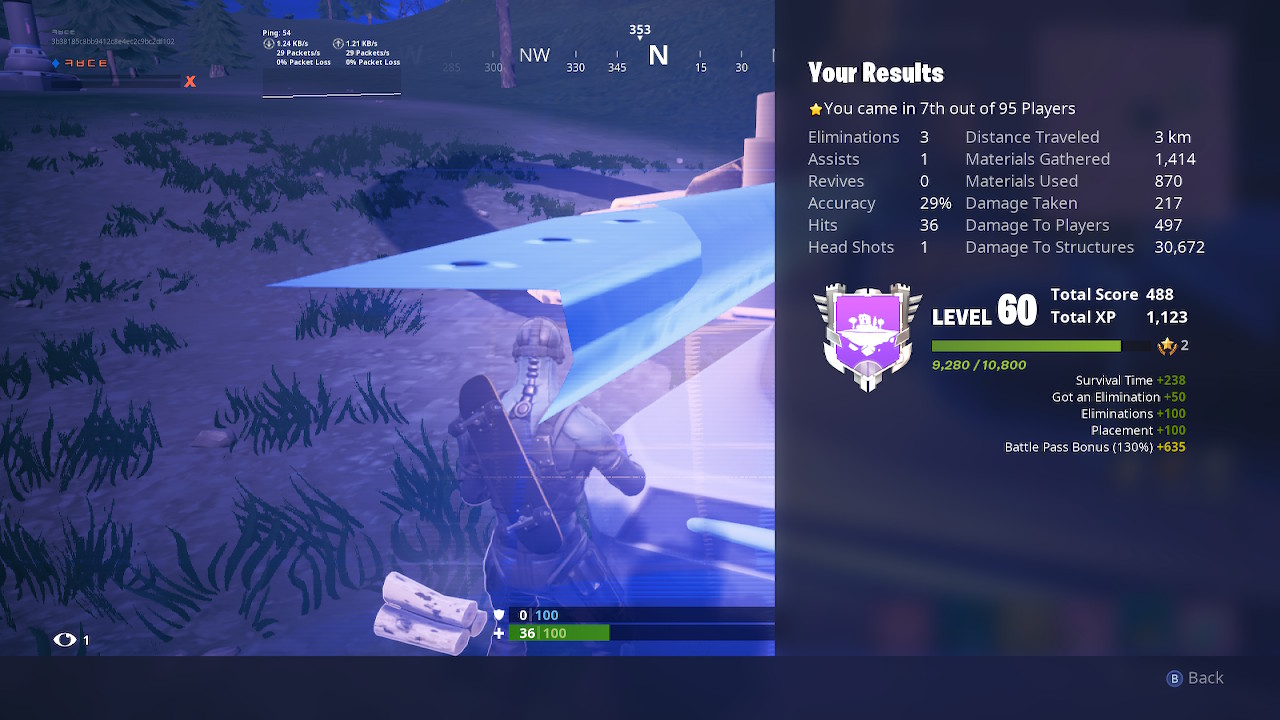 Ping: 54
1.24 KB/s 1.21 KB/s
29 Packets/s 29 Packets/s
0% Packet Loss 0% Packet Loss
X
353
285 300 NW 330 345 N 15 30
Your Results
You came in 7th out of 95 Players
Eliminations 3 Distance Traveled 3 km
Assists 1 Materials Gathered 1,414
Revives 0 Materials Used 870
Accuracy 29% Damage Taken 217
Hits 36 Damage To Players 497
Head Shots 1 Damage To Structures 30,672
LEVEL 60
Total Score 488
Total XP 1,123
2
9,280 / 10,800
Survival Time +238
Got an Elimination +50
Eliminations +100
Placement +100
Battle Pass Bonus (130%) +635
0 | 100
36 | 100
1
B Back